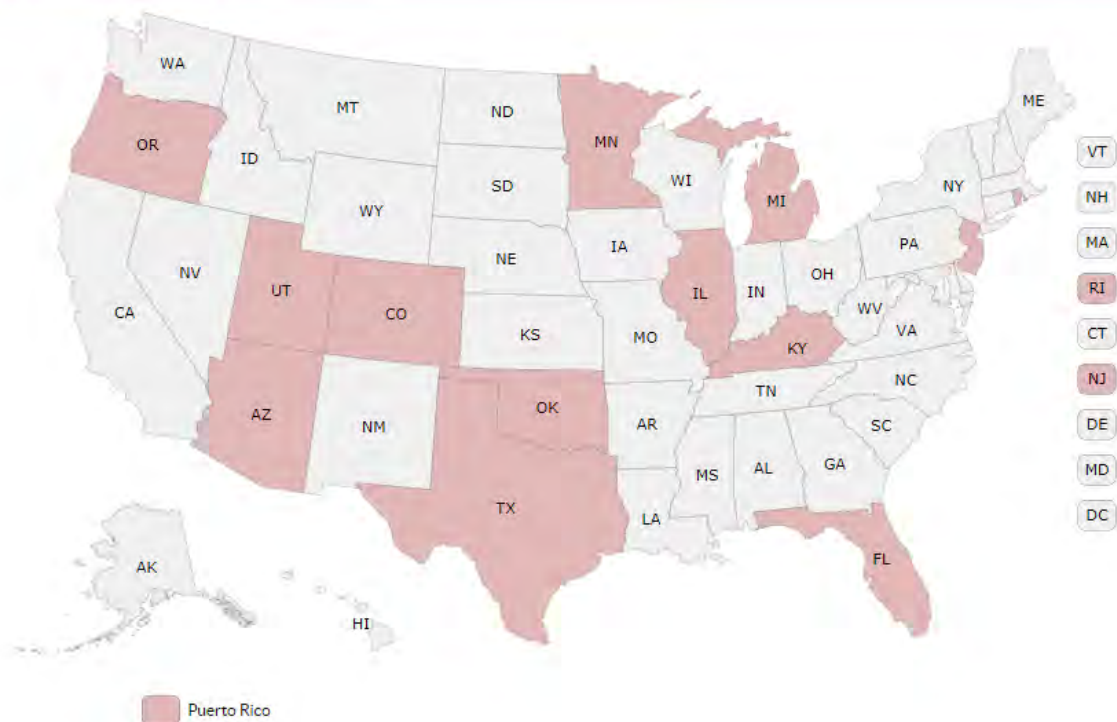 WA
ME
MT
ND
OR
MN
VT
ID
SD
WI
NY
NH
MI
WY
MA
PA
IA
NE
OH
RI
NV
UT
IL
IN
WV
CO
CA
VA
CT
KS
MO
KY
NC
NJ
TN
AZ
OK
NM
AR
SC
DE
GA
MS
AL
MD
TX
LA
DC
FL
AK
HI
Puerto Rico